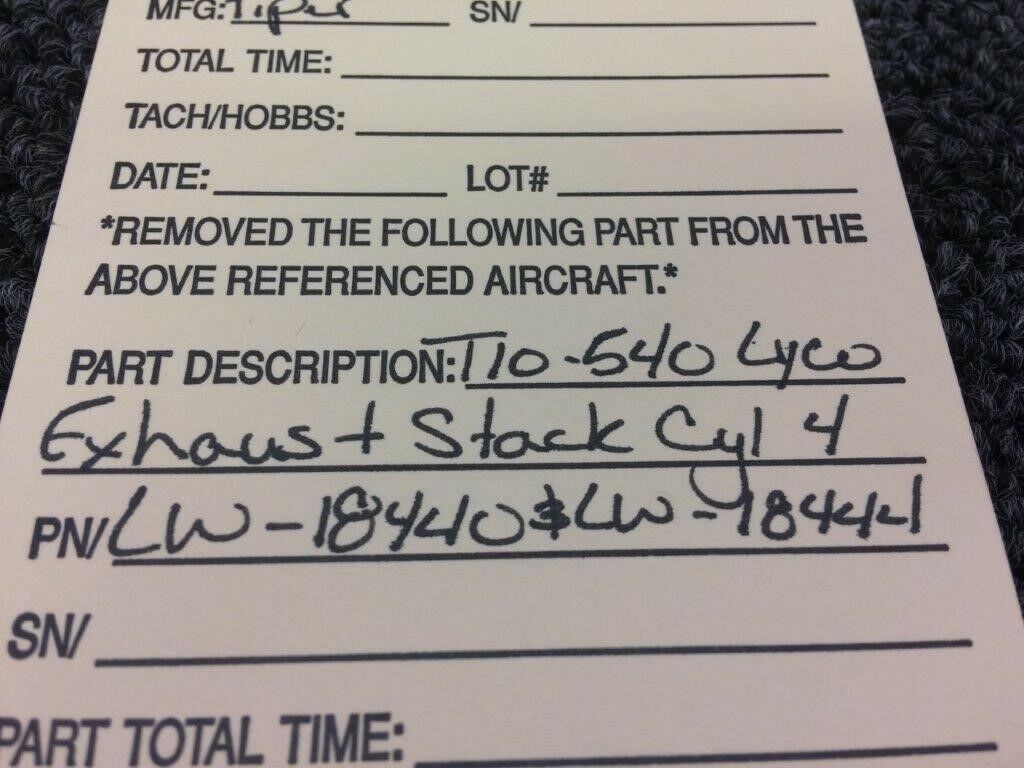 MFG: Piper SN/
TOTAL TIME:
TACH/HOBBS:
DATE: LOT#
*REMOVED THE FOLLOWING PART FROM THE
ABOVE REFERENCED AIRCRAFT.*
PART DESCRIPTION: TIO-540 Lyco
Exhaust Stack Cyl 4
PN/ LW-18440 & LW-18441
SN/
PART TOTAL TIME: